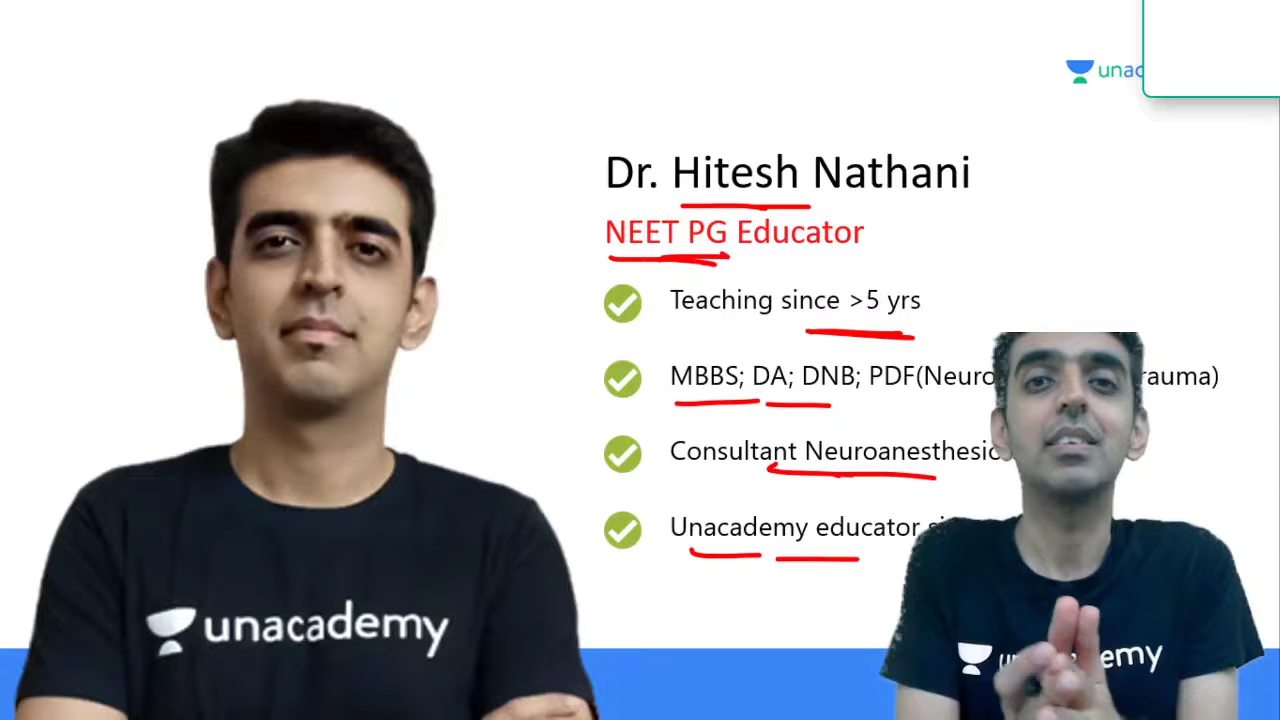 unac
Dr. Hitesh Nathani
NEET PG Educator
Teaching since >5 yrs
MBBS; DA; DNB; PDF(Neuro rauma)
Consultant Neuroanesthesio
Unacademy educator
unacademy
emy